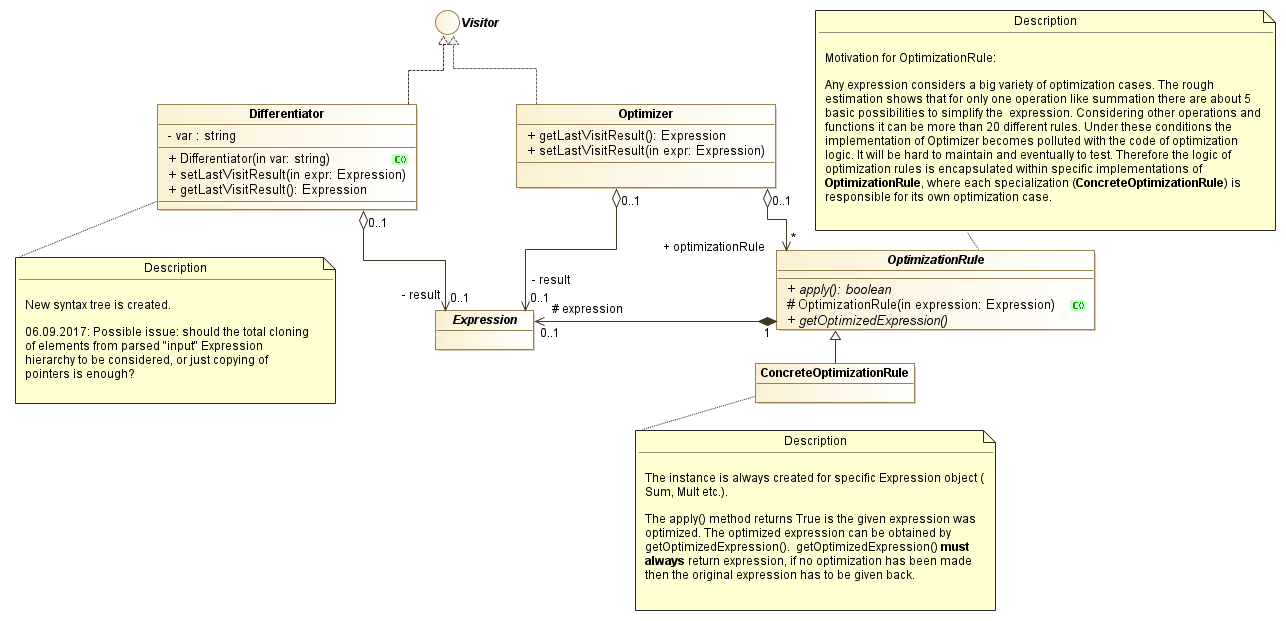 Visitor
Description
Motivation for OptimizationRule:
Any expression considers a big variety of optimization cases. The rough
estimation shows that for only one operation like summation there are about 5
basic possibilities to simplify the  expression. Considering other operations and
functions it can be more than 20 different rules. Under these conditions the
implementation of Optimizer becomes polluted with the code of optimization
logic. It will be hard to maintain and eventually to test. Therefore the logic of
optimization rules is encapsulated within specific implementations of
OptimizationRule, where each specialization (ConcreteOptimizationRule) is
responsible for its own optimization case.
Differentiator
- var : string
+ Differentiator(in var: string)
C()
+ setLastVisitResult(in expr: Expression)
+ getLastVisitResult(): Expression
Optimizer
+ getLastVisitResult(): Expression
+ setLastVisitResult(in expr: Expression)
0..1
0..1
0..1
*
+ optimizationRule
Description
New syntax tree is created.
06.09.2017: Possible issue: should the total cloning
of elements from parsed "input" Expression
hierarchy to be considered, or just copying of
pointers is enough?
- result
0..1
- result
0..1
Expression
# expression
0..1
1
OptimizationRule
+ apply(): boolean
# OptimizationRule(in expression: Expression)
C()
+ getOptimizedExpression()
ConcreteOptimizationRule
Description
The instance is always created for specific Expression object (
Sum, Mult etc.).
The apply() method returns True is the given expression was
optimized. The optimized expression can be obtained by
getOptimizedExpression().  getOptimizedExpression() must
always return expression, if no optimization has been made
then the original expression has to be given back.